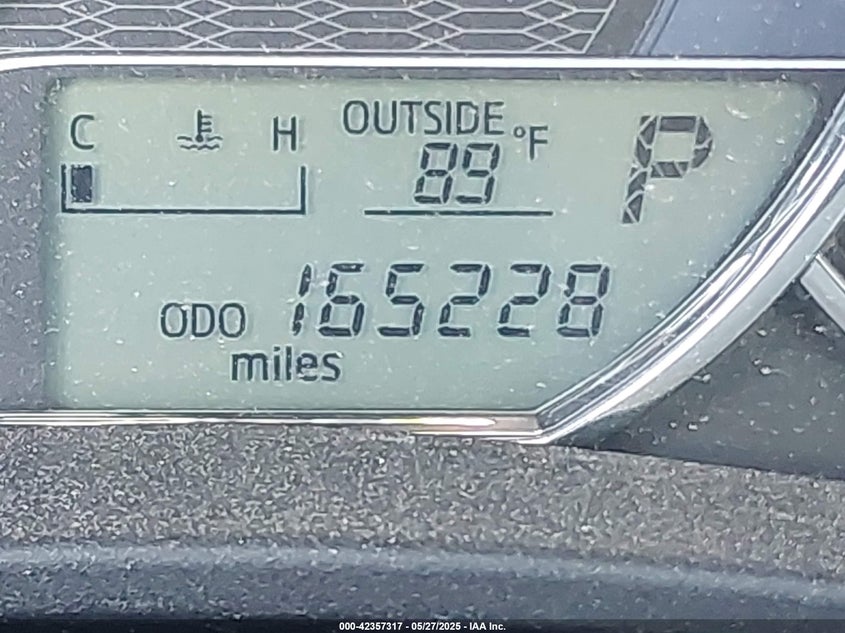 C H OUTSIDE °F P
89
ODO 165228
miles
000-42357317 - 05/27/2025 - IAA Inc.